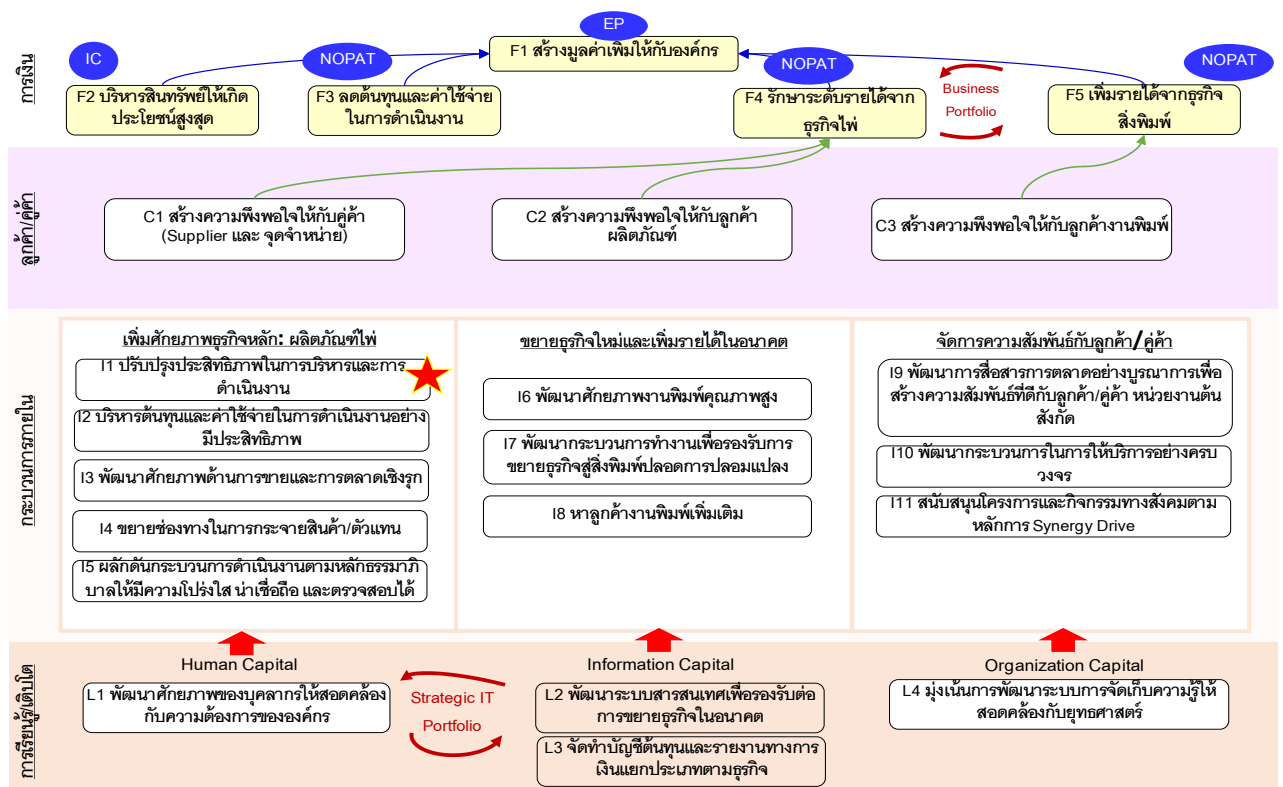 EP
IC
NOPAT
NOPAT
NOPAT
การเงิน
F1 สร้างมูลค่าเพิ่มให้กับองค์กร
F2 บริหารสินทรัพย์ให้เกิด
ประโยชน์สูงสุด
F3 ลดต้นทุนและค่าใช้จ่าย
ในการดำเนินงาน
F4 รักษาระดับรายได้จาก
ธุรกิจไพ่
Business
Portfolio
F5 เพิ่มรายได้จากธุรกิจ
สิ่งพิมพ์
ลูกค้า/คู่ค้า
C1 สร้างความพึงพอใจให้กับคู่ค้า
(Supplier และ จุดจำหน่าย)
C2 สร้างความพึงพอใจให้กับลูกค้า
ผลิตภัณฑ์
C3 สร้างความพึงพอใจให้กับลูกค้างานพิมพ์
กระบวนการภายใน
เพิ่มศักยภาพธุรกิจหลัก: ผลิตภัณฑ์ไพ่
I1 ปรับปรุงประสิทธิภาพในการบริหารและการ
ดำเนินงาน
I2 บริหารต้นทุนและค่าใช้จ่ายในการดำเนินงานอย่าง
มีประสิทธิภาพ
I3 พัฒนาศักยภาพด้านการขายและการตลาดเชิงรุก
I4 ขยายช่องทางในการกระจายสินค้า/ตัวแทน
I5 ผลักดันกระบวนการดำเนินงานตามหลักธรรมาภิ
บาลให้มีความโปร่งใส น่าเชื่อถือ และตรวจสอบได้
ขยายธุรกิจใหม่และเพิ่มรายได้ในอนาคต
I6 พัฒนาศักยภาพงานพิมพ์คุณภาพสูง
I7 พัฒนากระบวนการทำงานเพื่อรองรับการ
ขยายธุรกิจสู่สิ่งพิมพ์ปลอดการปลอมแปลง
I8 หาลูกค้างานพิมพ์เพิ่มเติม
จัดการความสัมพันธ์กับลูกค้า/คู่ค้า
I9 พัฒนาการสื่อสารการตลาดอย่างบูรณาการเพื่อ
สร้างความสัมพันธ์ที่ดีกับลูกค้า/คู่ค้า หน่วยงานต้น
สังกัด
I10 พัฒนากระบวนการในการให้บริการอย่างครบ
วงจร
I11 สนับสนุนโครงการและกิจกรรมทางสังคมตาม
หลักการ Synergy Drive
การเรียนรู้/เติบโต
Human Capital
L1 พัฒนาศักยภาพของบุคลากรให้สอดคล้อง
กับความต้องการขององค์กร
Strategic IT
Portfolio
Information Capital
L2 พัฒนาระบบสารสนเทศเพื่อรองรับต่อ
การขยายธุรกิจในอนาคต
L3 จัดทำบัญชีต้นทุนและรายงานทางการ
เงินแยกประเภทตามธุรกิจ
Organization Capital
L4 มุ่งเน้นการพัฒนาระบบการจัดเก็บความรู้ให้
สอดคล้องกับยุทธศาสตร์